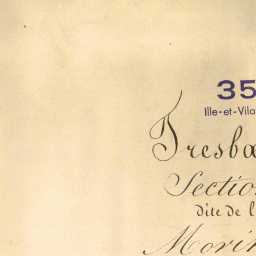 35
Ille-et-Vila
Tresbœ
Section
dite de l
Morin